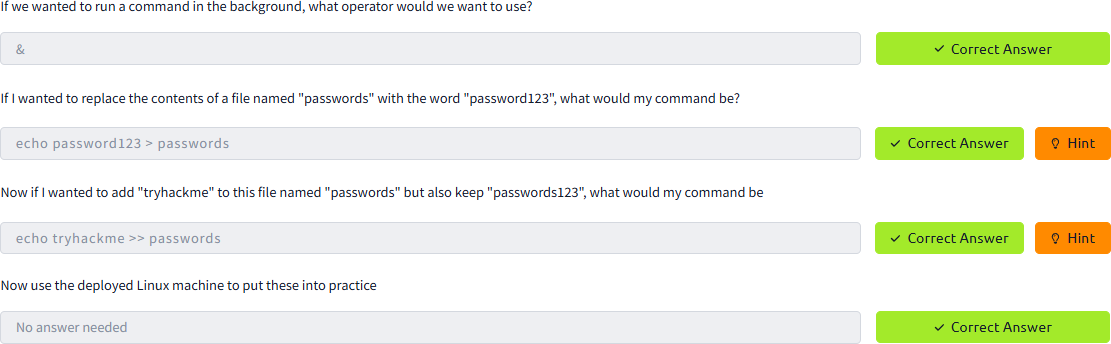 If we wanted to run a command in the background, what operator would we want to use?
&
Correct Answer
If I wanted to replace the contents of a file named "passwords" with the word "password123", what would my command be?
echo password123 > passwords
Correct Answer
Hint
Now if I wanted to add "tryhackme" to this file named "passwords" but also keep "passwords123", what would my command be
echo tryhackme >> passwords
Correct Answer
Hint
Now use the deployed Linux machine to put these into practice
No answer needed
Correct Answer